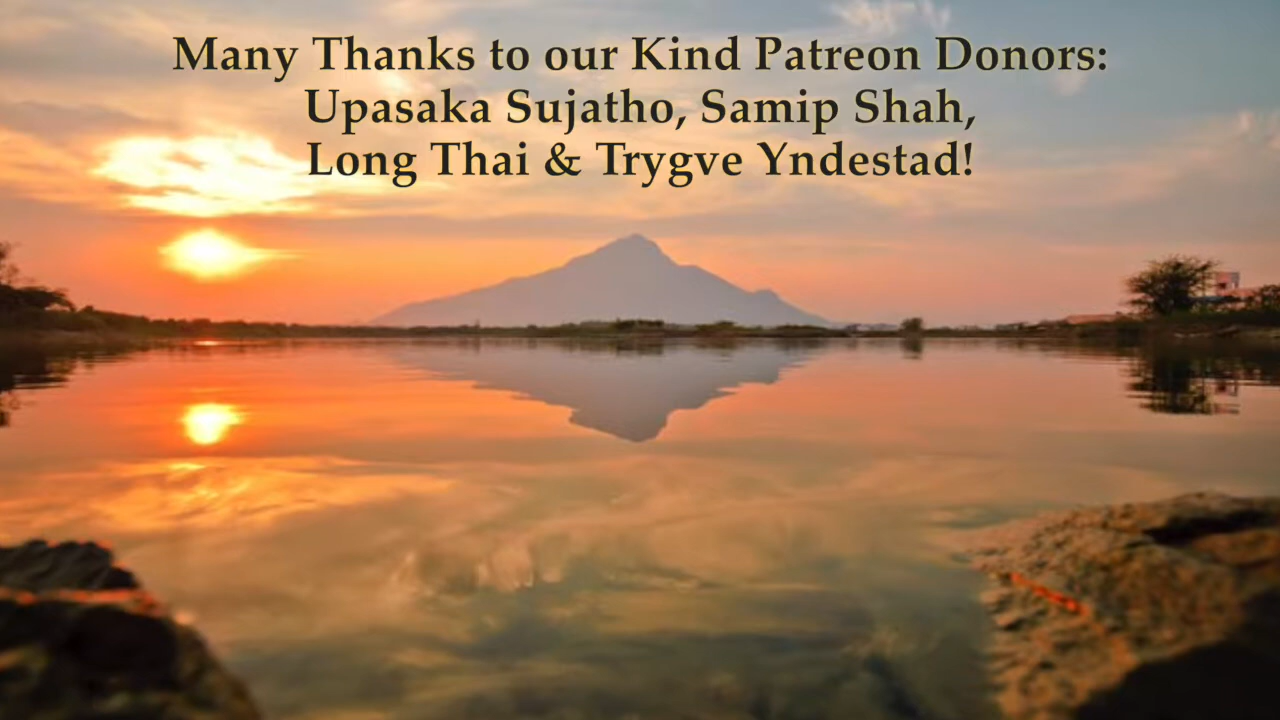 Many Thanks to our Kind Patreon Donors:
Upasaka Sujatho, Samip Shah,
Long Thai & Trygve Yndestad!